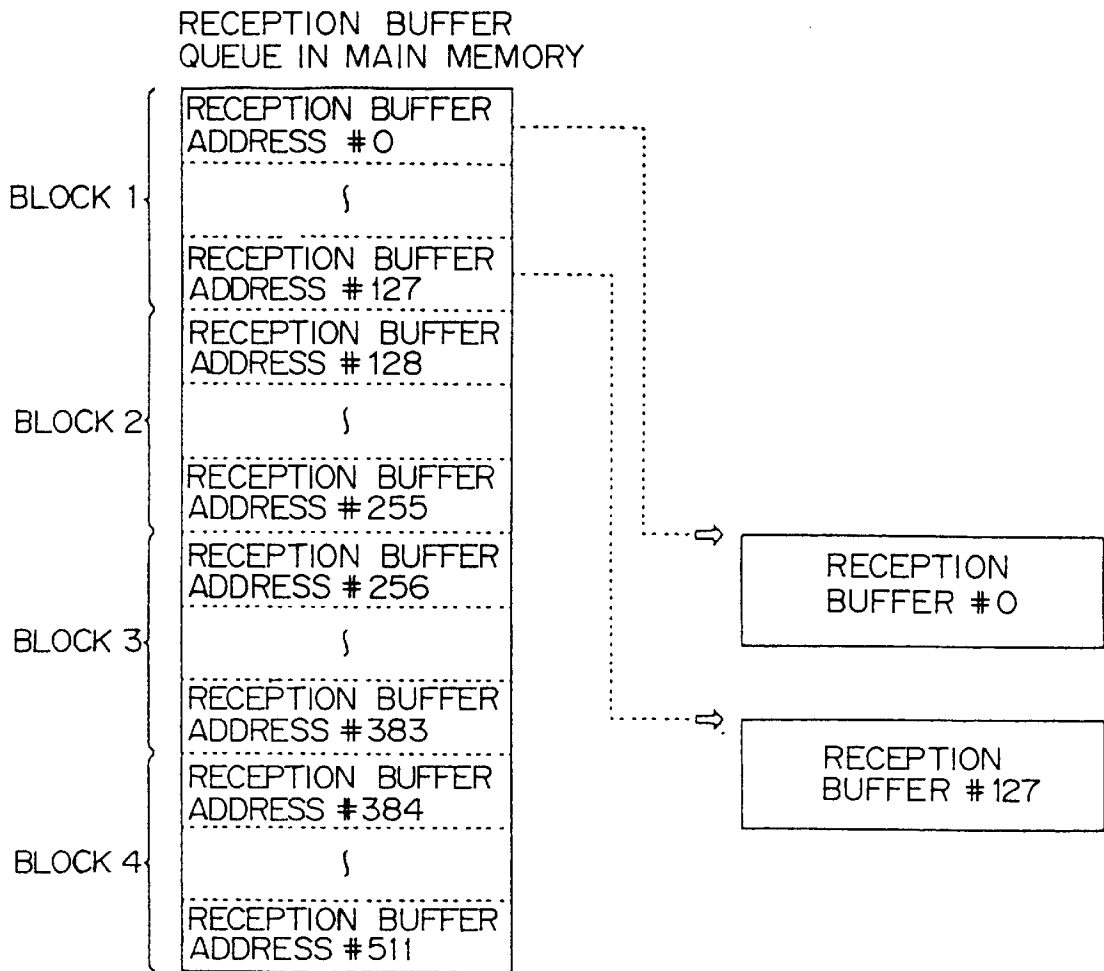 RECEPTION BUFFER
QUEUE IN MAIN MEMORY
BLOCK 1
RECEPTION BUFFER
ADDRESS #0
RECEPTION BUFFER
ADDRESS #127
BLOCK 2
RECEPTION BUFFER
ADDRESS #128
RECEPTION BUFFER
ADDRESS #255
BLOCK 3
RECEPTION BUFFER
ADDRESS #256
RECEPTION BUFFER
ADDRESS #383
BLOCK 4
RECEPTION BUFFER
ADDRESS #384
RECEPTION BUFFER
ADDRESS #511
RECEPTION
BUFFER #0
RECEPTION
BUFFER #127